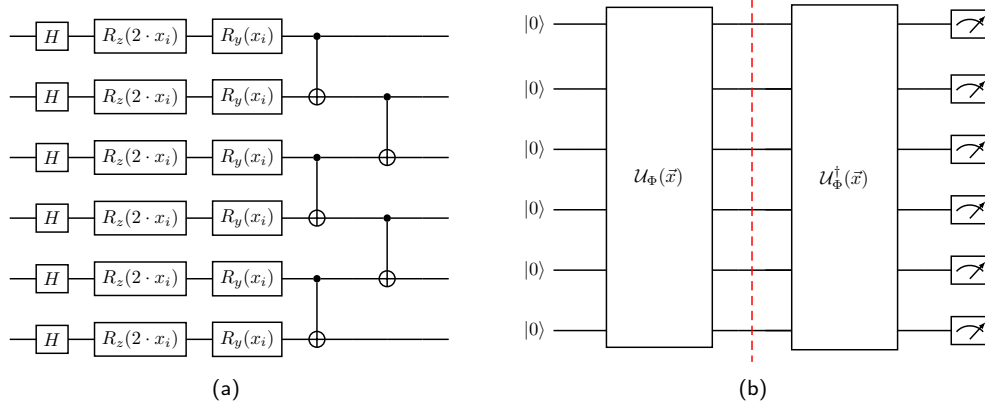 H R_z(2 · x_i) R_y(x_i)
H R_z(2 · x_i) R_y(x_i)
H R_z(2 · x_i) R_y(x_i)
H R_z(2 · x_i) R_y(x_i)
H R_z(2 · x_i) R_y(x_i)
H R_z(2 · x_i) R_y(x_i)
(a)
|0⟩
|0⟩
|0⟩
|0⟩
|0⟩
|0⟩
𝒰_Φ(x⃗)
𝒰_Φ^†(x⃗)
(b)